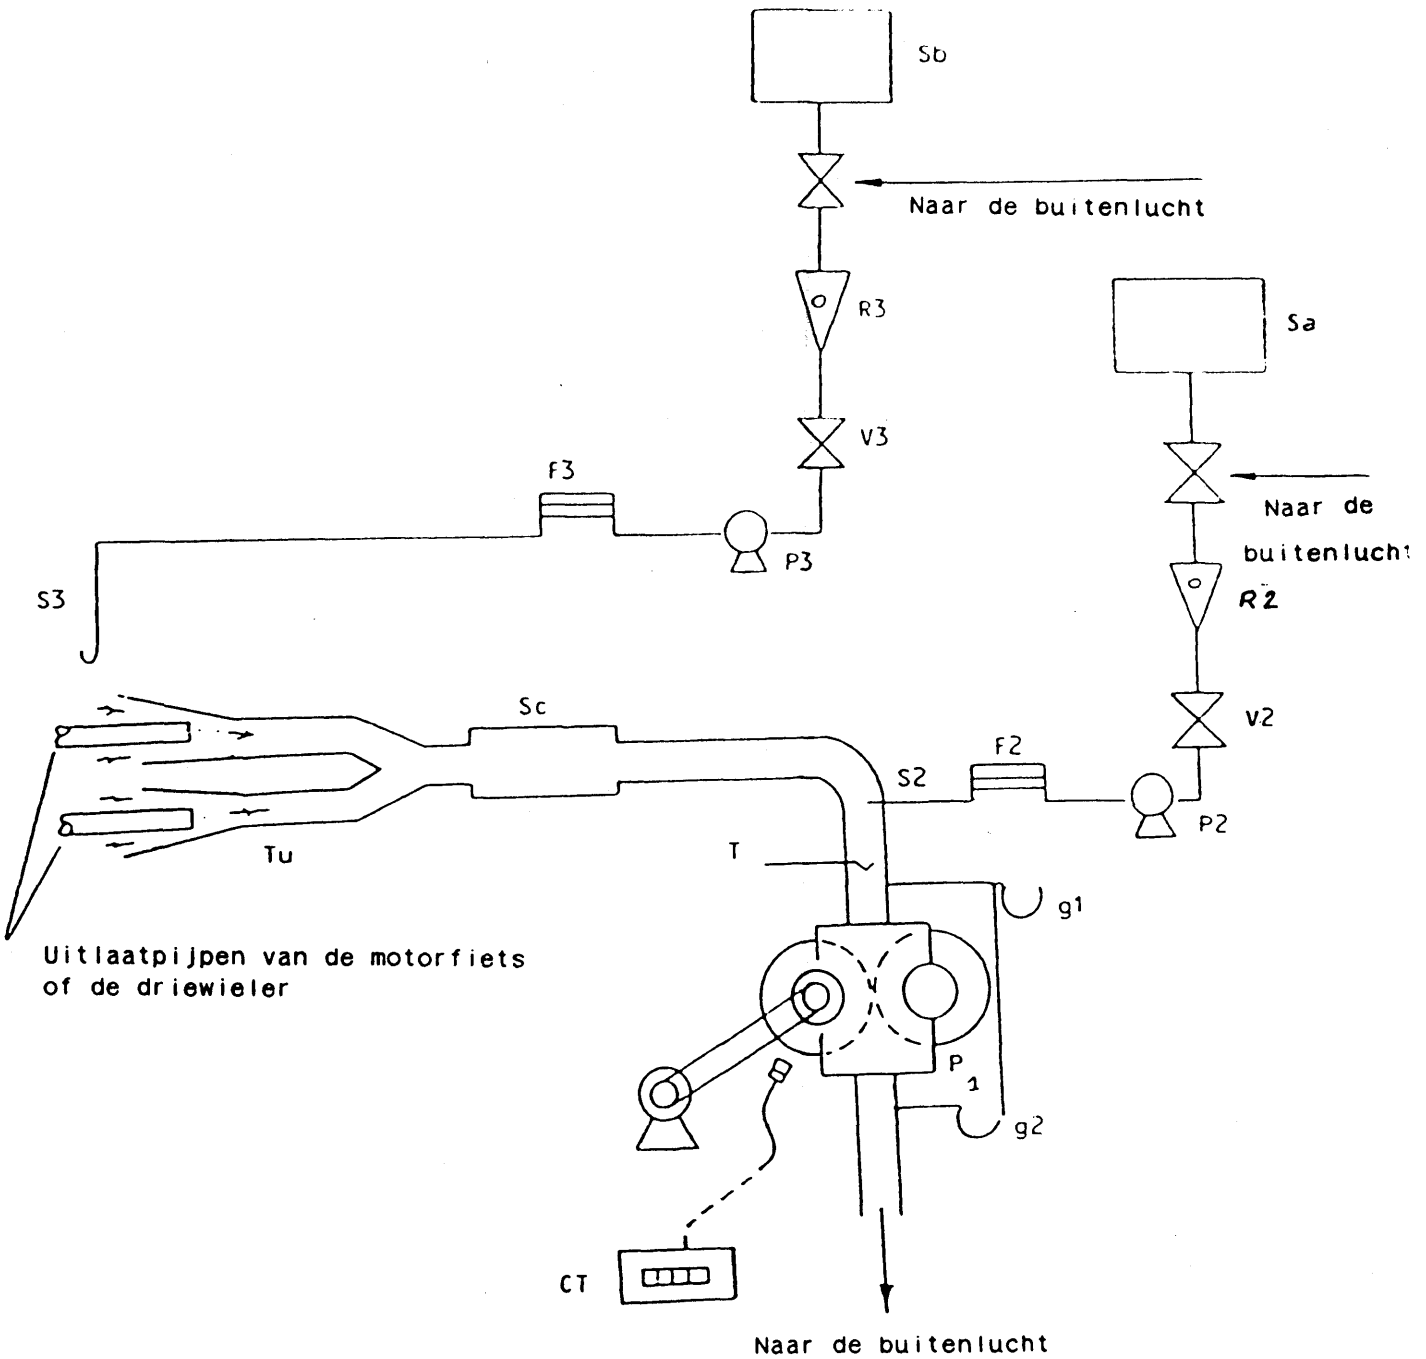 Sb
Naar de buitenlucht
R3
Sa
V3
F3
Naar de
buitenlucht
P3
S3
R2
Sc
V2
F2
S2
P2
Tu
T
g1
Uitlaatpijpen van de motorfiets
of de driewieler
P1
g2
CT
Naar de buitenlucht